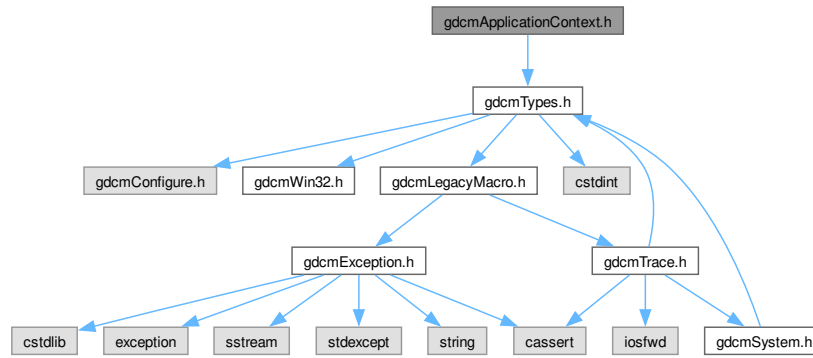 gdcmApplicationContext.h
gdcmTypes.h
gdcmConfigure.h
gdcmWin32.h
gdcmLegacyMacro.h
cstdint
gdcmException.h
gdcmTrace.h
cstdlib
exception
sstream
stdexcept
string
cassert
iosfwd
gdcmSystem.h